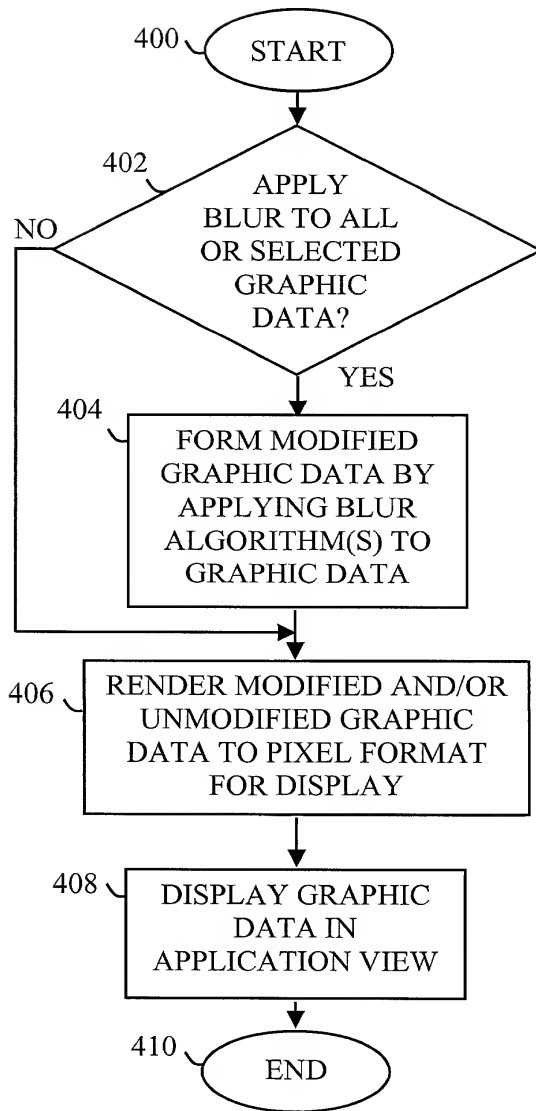 400
START
402
APPLY
BLUR TO ALL
OR SELECTED
GRAPHIC
DATA?
NO
YES
404
FORM MODIFIED
GRAPHIC DATA BY
APPLYING BLUR
ALGORITHM(S) TO
GRAPHIC DATA
406
RENDER MODIFIED AND/OR
UNMODIFIED GRAPHIC
DATA TO PIXEL FORMAT
FOR DISPLAY
408
DISPLAY GRAPHIC
DATA IN
APPLICATION VIEW
410
END